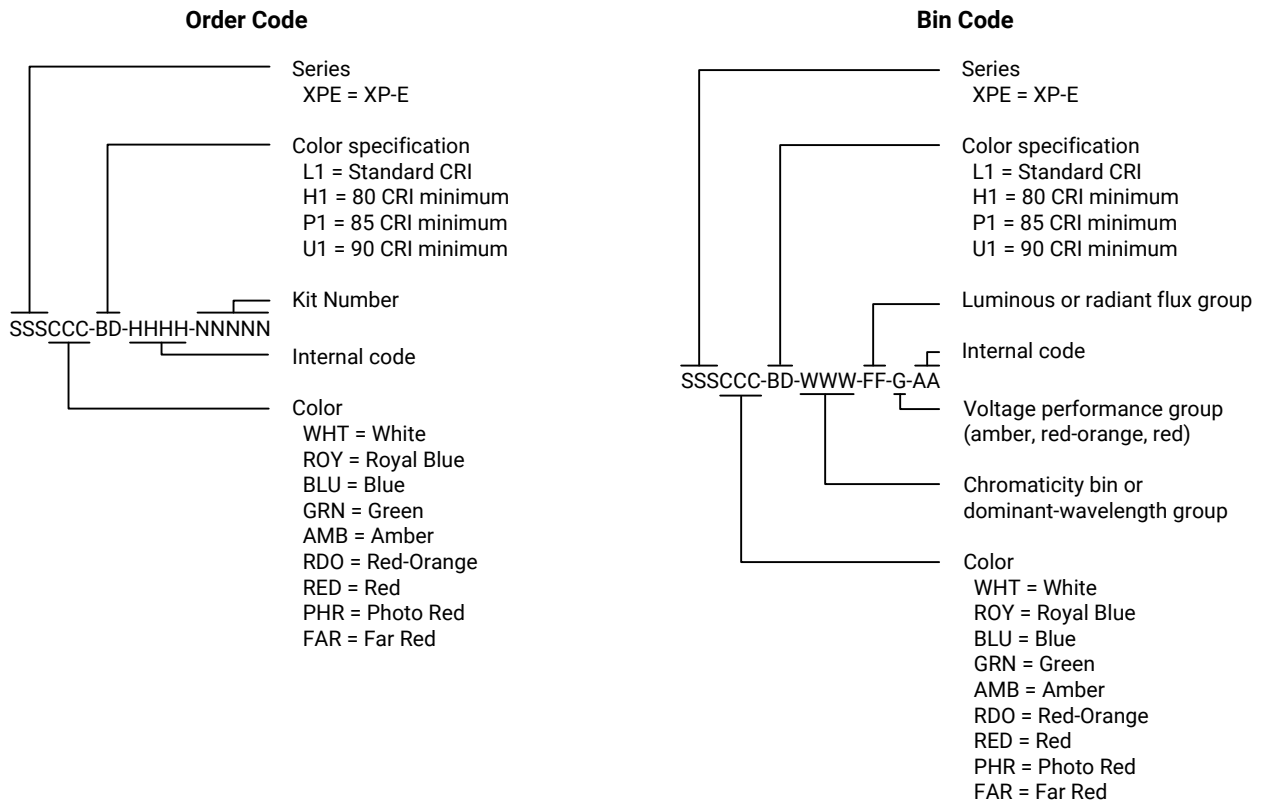 Order Code
Series
XPE = XP-E
Color specification
L1 = Standard CRI
H1 = 80 CRI minimum
P1 = 85 CRI minimum
U1 = 90 CRI minimum
Kit Number
SSSCCC-BD-HHHH-NNNNN
Internal code
Color
WHT = White
ROY = Royal Blue
BLU = Blue
GRN = Green
AMB = Amber
RDO = Red-Orange
RED = Red
PHR = Photo Red
FAR = Far Red
Bin Code
Series
XPE = XP-E
Color specification
L1 = Standard CRI
H1 = 80 CRI minimum
P1 = 85 CRI minimum
U1 = 90 CRI minimum
Luminous or radiant flux group
Internal code
SSSCCC-BD-WWW-FF-G-AA
Voltage performance group
(amber, red-orange, red)
Chromaticity bin or
dominant-wavelength group
Color
WHT = White
ROY = Royal Blue
BLU = Blue
GRN = Green
AMB = Amber
RDO = Red-Orange
RED = Red
PHR = Photo Red
FAR = Far Red